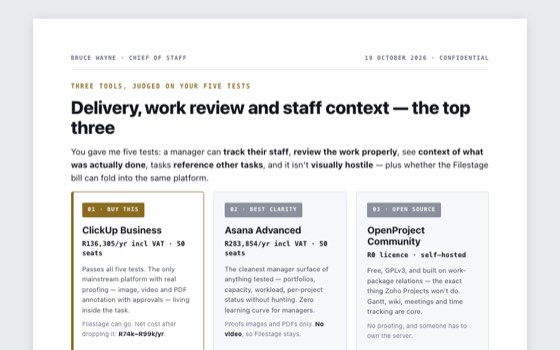 BRUCE WAYNE · CHIEF OF STAFF
19 OCTOBER 2026 · CONFIDENTIAL
THREE TOOLS, JUDGED ON YOUR FIVE TESTS
Delivery, work review and staff context — the top
three
You gave me five tests: a manager can track their staff, review the work properly, see context of what
was actually done, tasks reference other tasks, and it isn't visually hostile — plus whether the Filestage
bill can fold into the same platform.
01 · BUY THIS
ClickUp Business
R136,305/yr incl VAT · 50
seats
Passes all five tests. The only
mainstream platform with real
proofing — image, video and PDF
annotation with approvals — living
inside the task.
Filestage can go. Net cost after
dropping it: R74k–R99k/yr.
02 · BEST CLARITY
Asana Advanced
R283,854/yr incl VAT · 50
seats
The cleanest manager surface of
anything tested — portfolios,
capacity, workload, per-project
status without hunting. Zero
learning curve for managers.
Proofs images and PDFs only. No
video, so Filestage stays.
03 · OPEN SOURCE
OpenProject
Community
R0 licence · self-hosted
Free, GPLv3, and built on work-
package relations — the exact
thing Zoho Projects won't do.
Gantt, wiki, meetings and time
tracking are core.
No proofing, and someone has to
own the server.